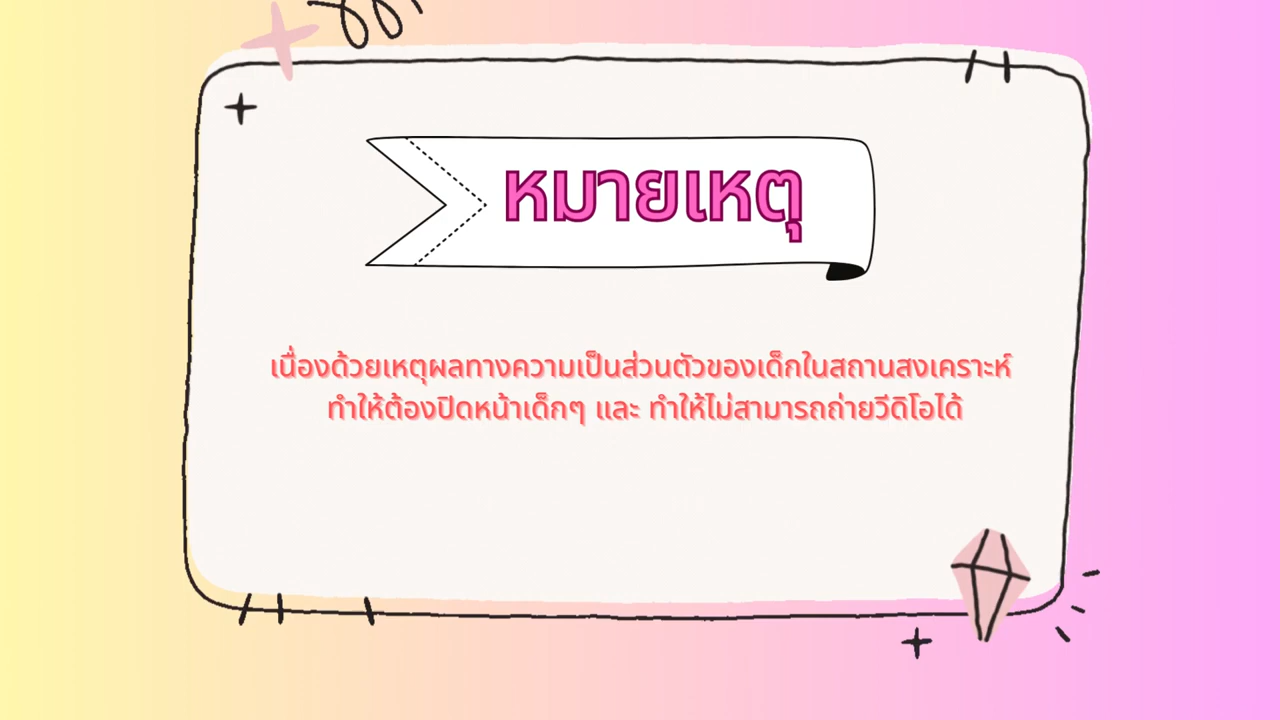 หมายเหตุ
เนื่องด้วยเหตุผลทางความเป็นส่วนตัวของเด็กในสถานสงเคราะห์
ทำให้ต้องปิดหน้าเด็กๆ และ ทำให้ไม่สามารถถ่ายวีดิโอได้